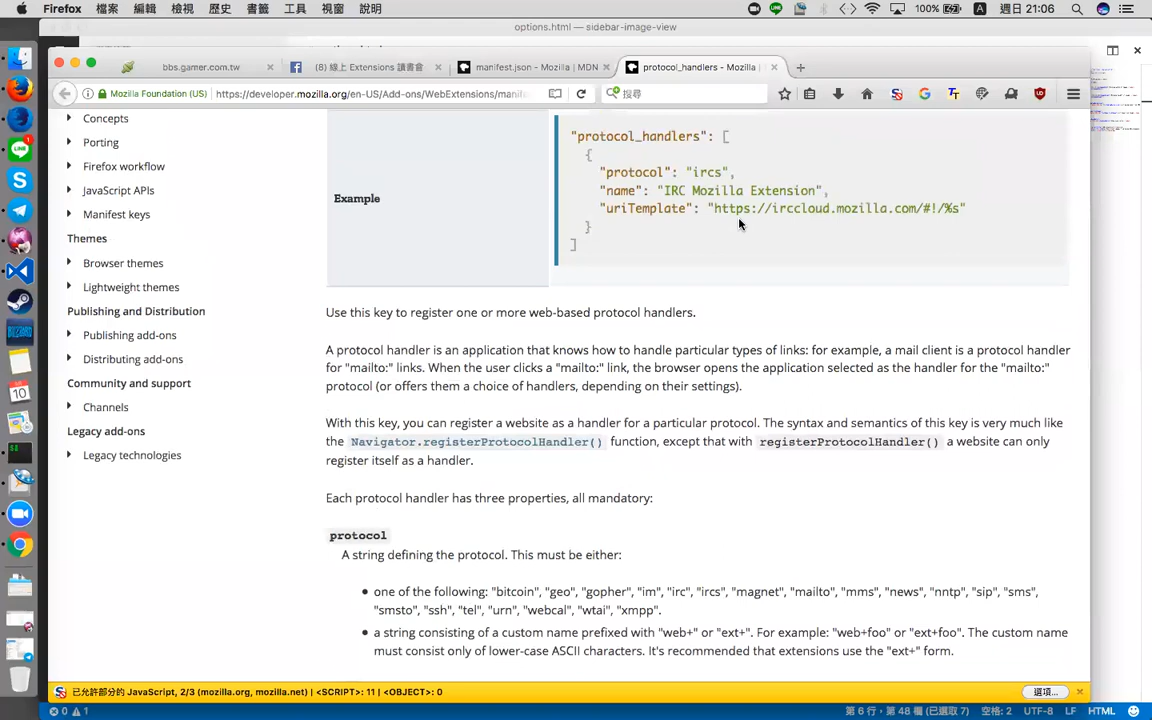 Firefox 檔案 編輯 檢視 歷史 書籤 工具 視窗 說明
100% 週日 21:06
options.html — sidebar-image-view
bbs.gamer.com.tw
(8) 線上 Extensions 讀書會
manifest.json - Mozilla | MDN
protocol_handlers - Mozilla |
Mozilla Foundation (US)
https://developer.mozilla.org/en-US/Add-ons/WebExtensions/manife
搜尋
Concepts
Porting
Firefox workflow
JavaScript APIs
Manifest keys
Themes
Browser themes
Lightweight themes
Publishing and Distribution
Publishing add-ons
Distributing add-ons
Community and support
Channels
Legacy add-ons
Legacy technologies
Example
"protocol_handlers": [
{
"protocol": "ircs",
"name": "IRC Mozilla Extension",
"uriTemplate": "https://irccloud.mozilla.com/#!/%s"
}
]
Use this key to register one or more web-based protocol handlers.
A protocol handler is an application that knows how to handle particular types of links: for example, a mail client is a protocol handler
for "mailto:" links. When the user clicks a "mailto:" link, the browser opens the application selected as the handler for the "mailto:"
protocol (or offers them a choice of handlers, depending on their settings).
With this key, you can register a website as a handler for a particular protocol. The syntax and semantics of this key is very much like
the Navigator.registerProtocolHandler() function, except that with registerProtocolHandler() a website can only
register itself as a handler.
Each protocol handler has three properties, all mandatory:
protocol
A string defining the protocol. This must be either:
one of the following: "bitcoin", "geo", "gopher", "im", "irc", "ircs", "magnet", "mailto", "mms", "news", "nntp", "sip", "sms",
"smsto", "ssh", "tel", "urn", "webcal", "wtai", "xmpp".
a string consisting of a custom name prefixed with "web+" or "ext+". For example: "web+foo" or "ext+foo". The custom name
must consist only of lower-case ASCII characters. It's recommended that extensions use the "ext+" form.
已允許部分的 JavaScript, 2/3 (mozilla.org, mozilla.net) | <SCRIPT>: 11 | <OBJECT>: 0
選項...
0 1
第 6 行，第 48 欄 (已選取 7) 空格: 2 UTF-8 LF HTML